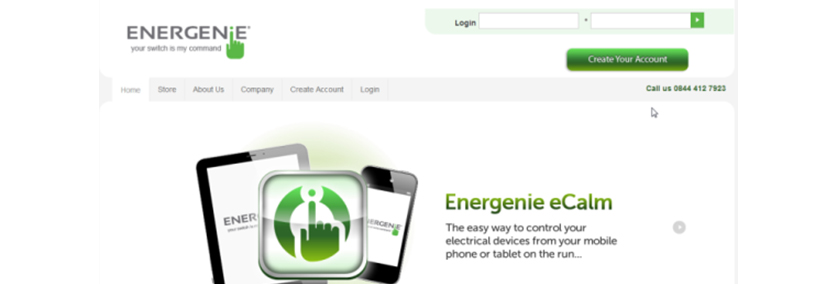 Login
*
ENERGENiE®
your switch is my command
Create Your Account
Home Store About Us Company Create Account Login
Call us 0844 412 7923
ENER
your switch is my
ENERGENiE
Energenie eCalm
The easy way to control your
electrical devices from your mobile
phone or tablet on the run...